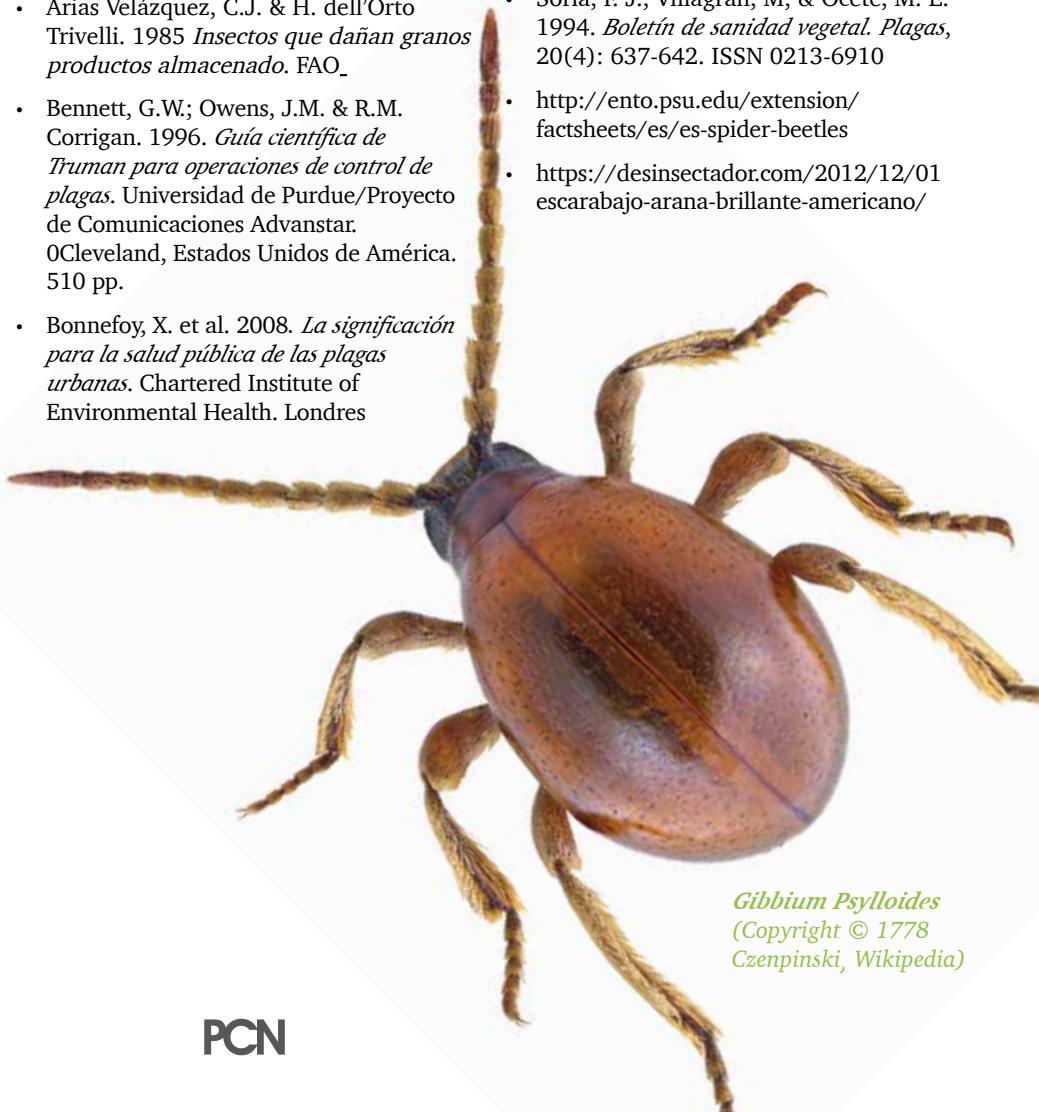 • Arias Velázquez, C.J. & H. dell'Orto
Trivelli. 1985 Insectos que dañan granos
productos almacenado. FAO_
• Bennett, G.W.; Owens, J.M. & R.M.
Corrigan. 1996. Guía científica de
Truman para operaciones de control de
plagas. Universidad de Purdue/Proyecto
de Comunicaciones Advanstar.
0Cleveland, Estados Unidos de América.
510 pp.
• Bonnefoy, X. et al. 2008. La significación
para la salud pública de las plagas
urbanas. Chartered Institute of
Environmental Health. Londres
• Soria, F. J., Villagrán, M, & Ocete, M. E.
1994. Boletín de sanidad vegetal. Plagas,
20(4): 637-642. ISSN 0213-6910
• http://ento.psu.edu/extension/
factsheets/es/es-spider-beetles
• https://desinsectador.com/2012/12/01
escarabajo-arana-brillante-americano/
Gibbium Psylloides
(Copyright © 1778
Czenpinski, Wikipedia)
PCN